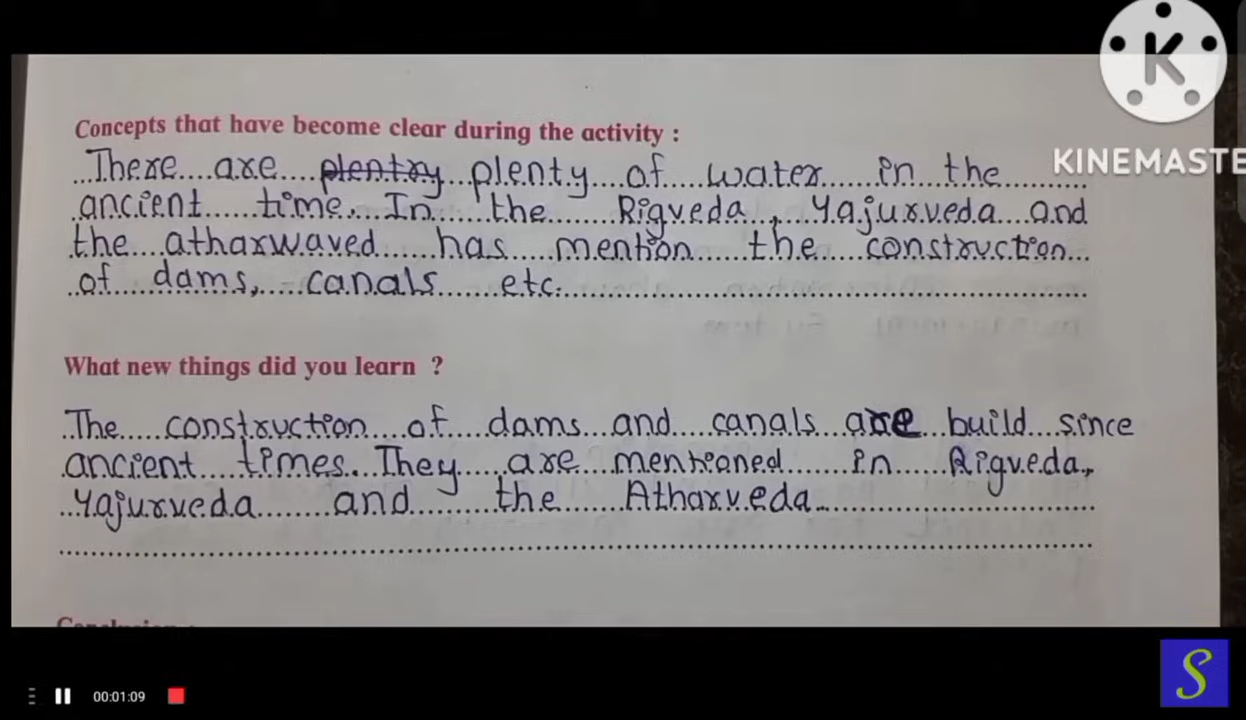 KINEMASTE
Concepts that have become clear during the activity :
There are plentry plenty of water in the
ancient time. In the Rigveda, Yajurveda and
the atharwaved has mention the construction
of dams, canals etc.
What new things did you learn ?
The construction of dams and canals are build since
ancient times. They are mentioned in Rigveda,
Yajurveda and the Atharveda.
Conclusion :
00:01:09
S